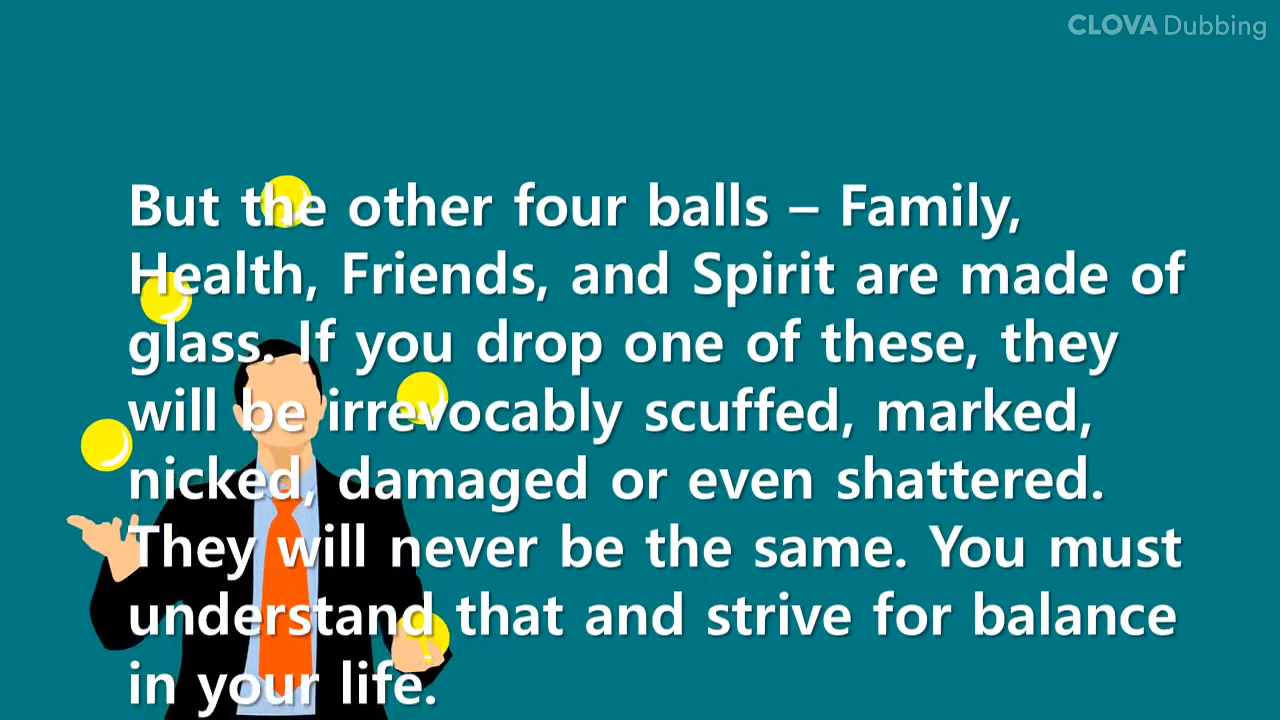 CLOVA Dubbing
But the other four balls – Family,
Health, Friends, and Spirit are made of
glass. If you drop one of these, they
will be irrevocably scuffed, marked,
nicked, damaged or even shattered.
They will never be the same. You must
understand that and strive for balance
in your life.